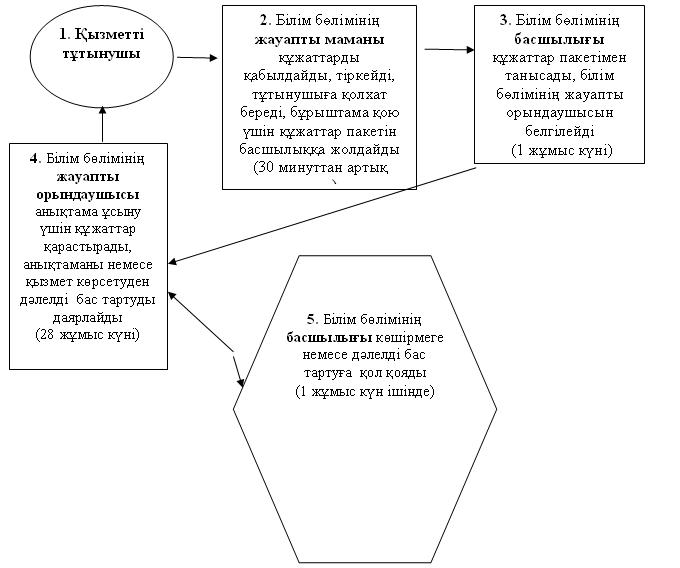 1. Қызметті
тұтынушы
2. Білім бөлімінің
жауапты маманы
құжаттарды
қабылдайды, тіркейді,
тұтынушыға қолхат
береді, бұрыштама қою
үшін құжаттар пакетін
басшылыққа жолдайды
(30 минуттан артық
3. Білім бөлімінің
басшылығы
құжаттар пакетімен
танысады, білім
бөлімінің жауапты
орындаушысын
белгілейді
(1 жұмыс күні)
4. Білім бөлімінің
жауапты
орындаушысы
анықтама ұсыну
үшін құжаттар
қарастырады,
анықтаманы немесе
қызмет көрсетуден
дәлелді бас тартуды
даярлайды
(28 жұмыс күні)
5. Білім бөлімінің
басшылығы көшірмеге
немесе дәлелді бас
тартуға қол қояды
(1 жұмыс күн ішінде)